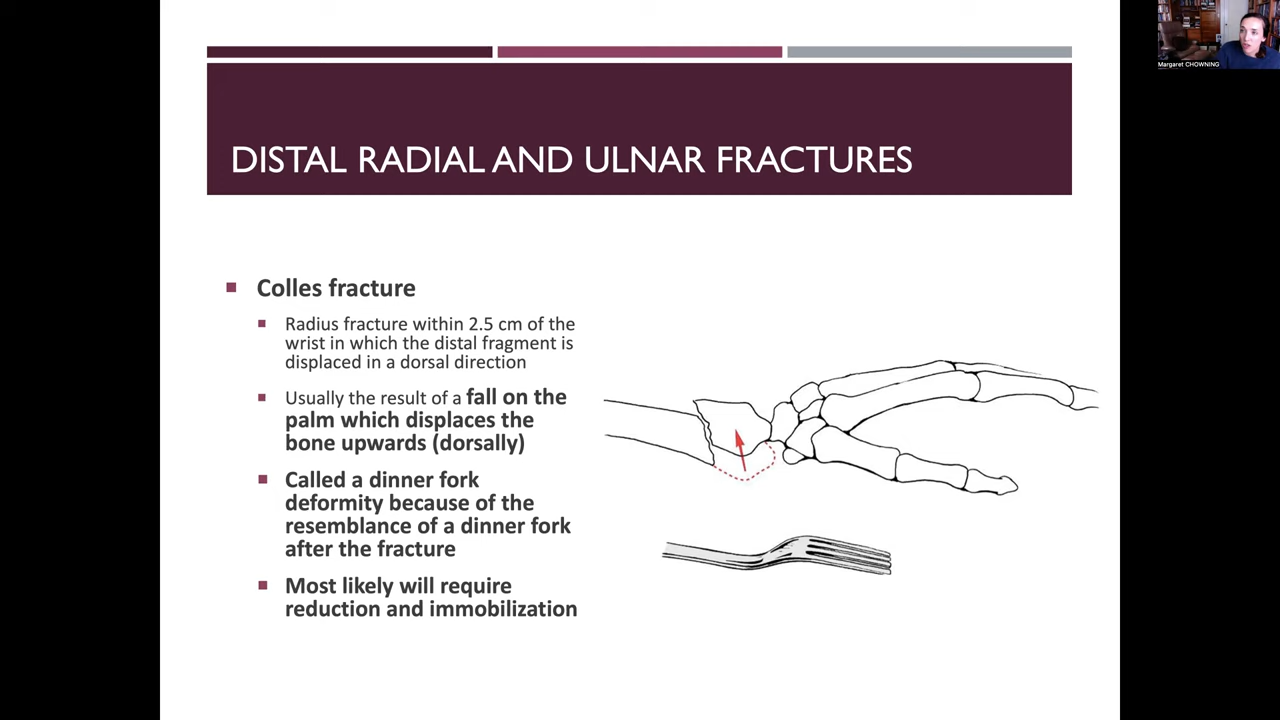 Margaret CHOWNING
DISTAL RADIAL AND ULNAR FRACTURES
Colles fracture
Radius fracture within 2.5 cm of the
wrist in which the distal fragment is
displaced in a dorsal direction
Usually the result of a fall on the
palm which displaces the
bone upwards (dorsally)
Called a dinner fork
deformity because of the
resemblance of a dinner fork
after the fracture
Most likely will require
reduction and immobilization